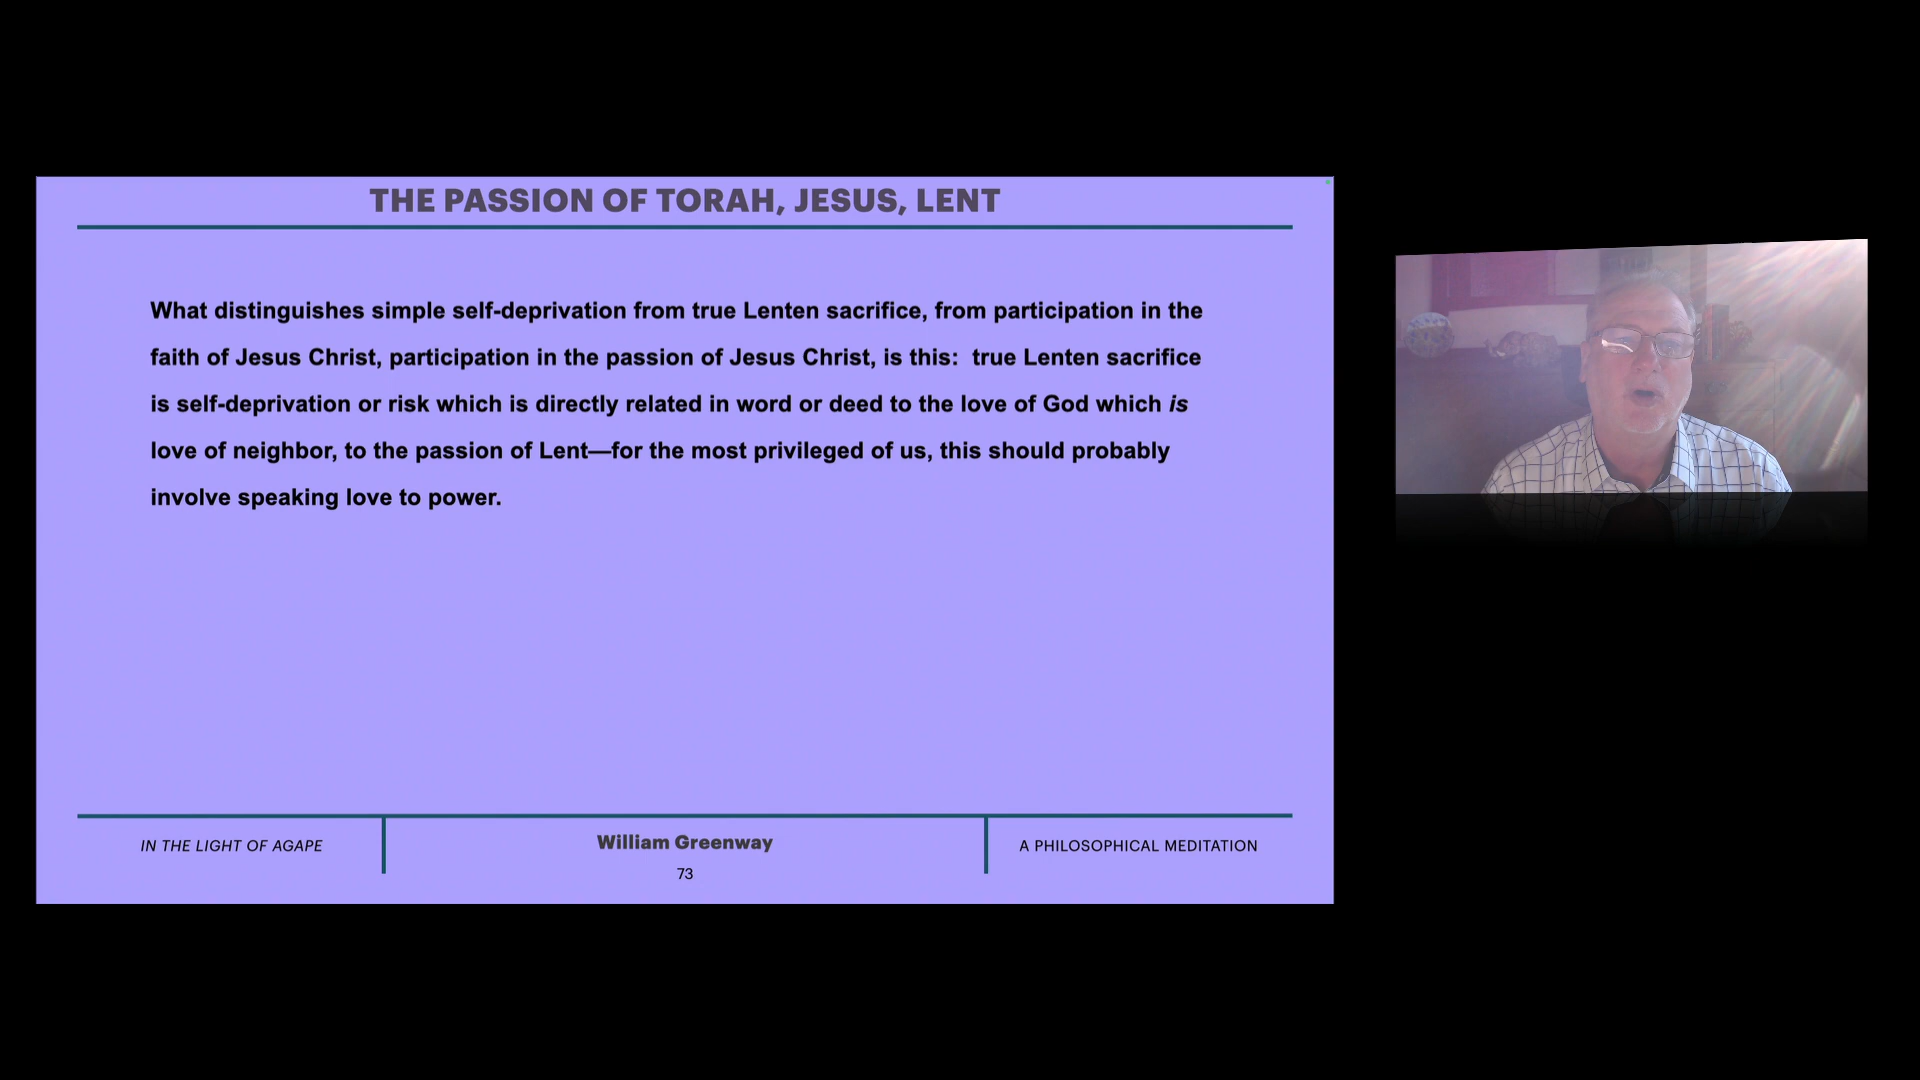 THE PASSION OF TORAH, JESUS, LENT
What distinguishes simple self-deprivation from true Lenten sacrifice, from participation in the
faith of Jesus Christ, participation in the passion of Jesus Christ, is this:  true Lenten sacrifice
is self-deprivation or risk which is directly related in word or deed to the love of God which is
love of neighbor, to the passion of Lent—for the most privileged of us, this should probably
involve speaking love to power.
IN THE LIGHT OF AGAPE
William Greenway
73
A PHILOSOPHICAL MEDITATION